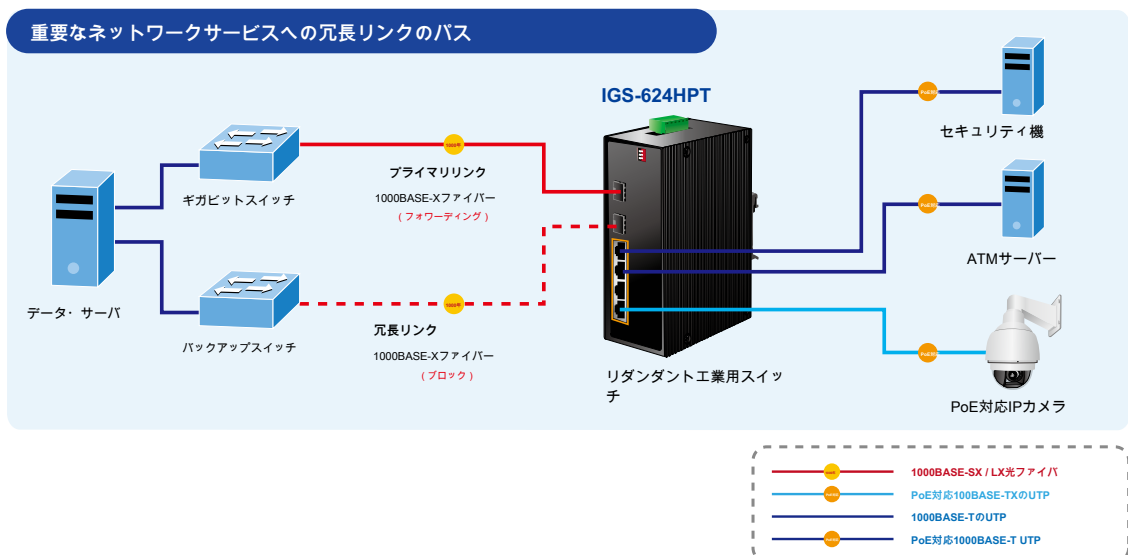 重要なネットワークサービスへの冗長リンクのパス
IGS-624HPT
セキュリティ機
プライマリリンク
1000BASE-Xファイバー
（フォワーディング）
ギガビットスイッチ
ATMサーバー
データ・サーバ
冗長リンク
1000BASE-Xファイバー
（ブロック）
バックアップスイッチ
リダンダント工業用スイッ
チ
PoE対応IPカメラ
1000BASE-SX / LX光ファイバ
PoE対応100BASE-TXのUTP
1000BASE-TのUTP
PoE対応1000BASE-T UTP